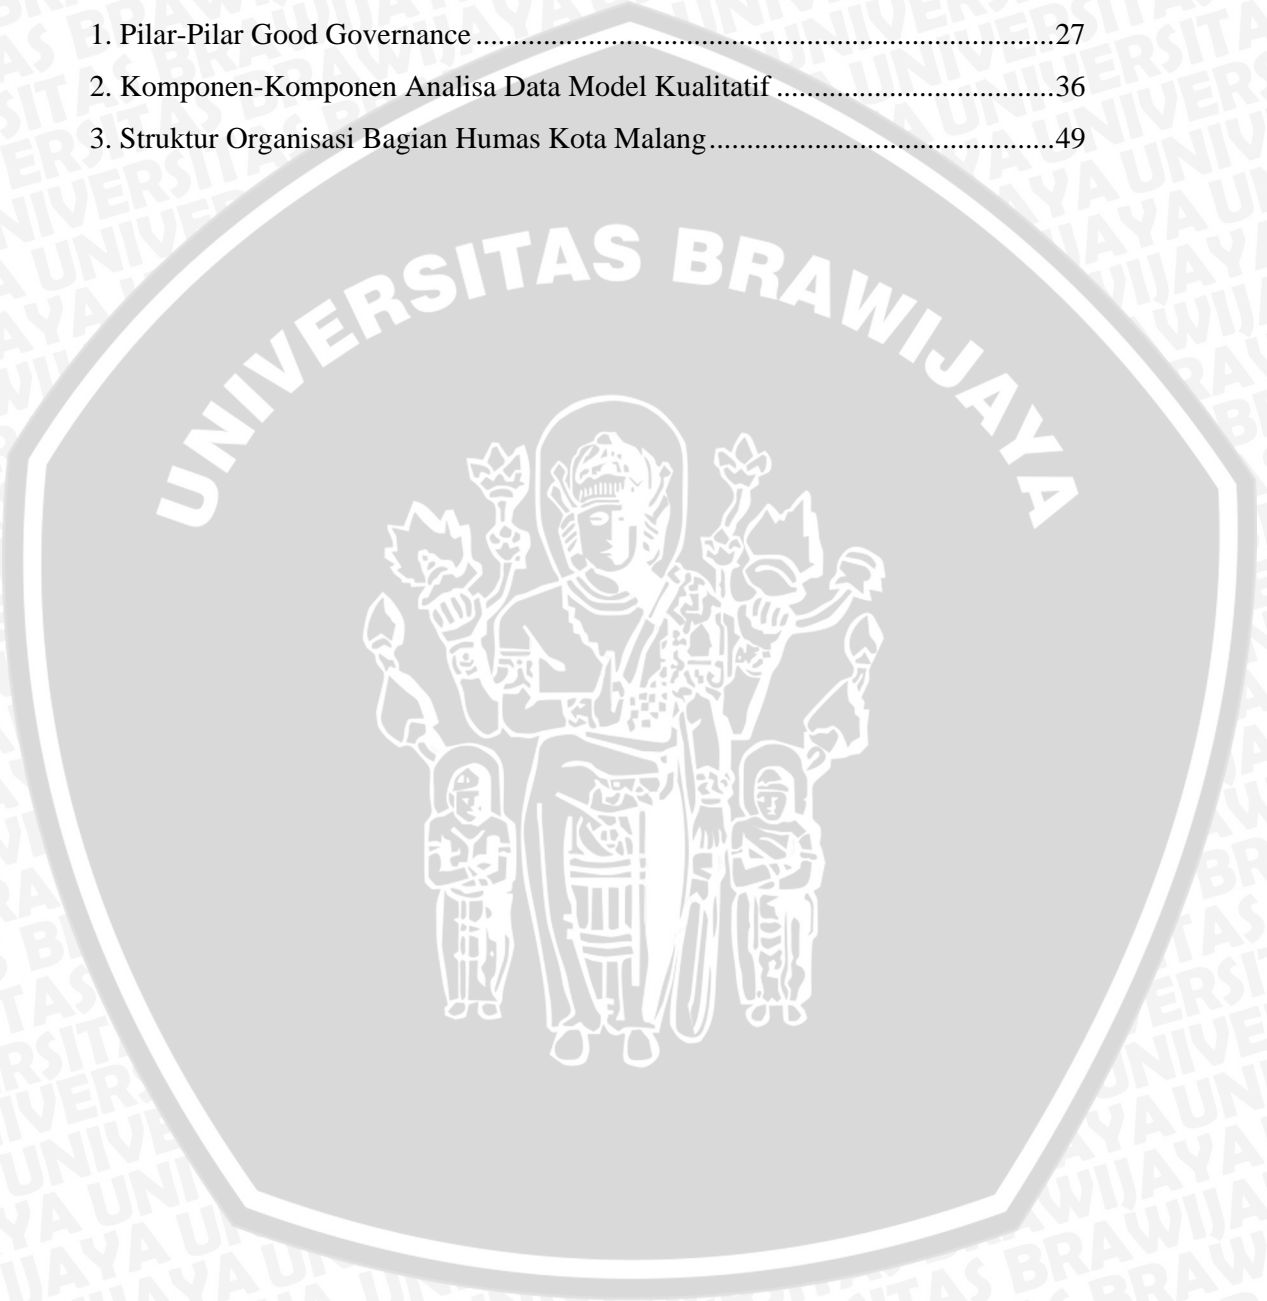 1. Pilar-Pilar Good Governance.............................................................................27
2. Komponen-Komponen Analisa Data Model Kualitatif.....................................36
3. Struktur Organisasi Bagian Humas Kota Malang..............................................49
UNIVERSITAS BRAWIJAYA